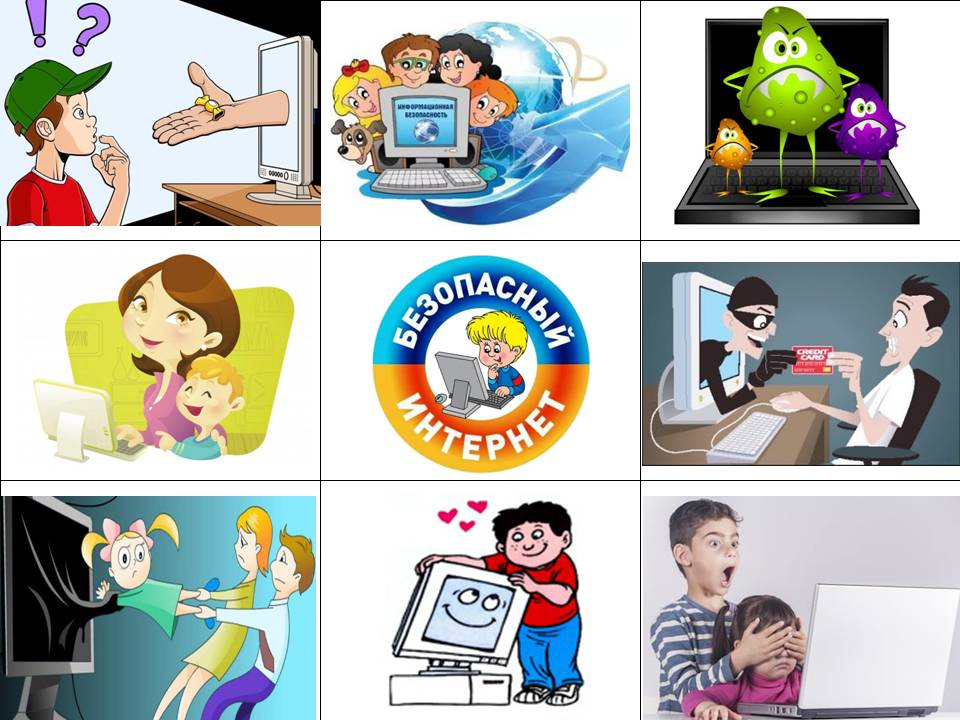 ! ?
ИНФОРМАЦИОННАЯ
БЕЗОПАСНОСТЬ
БЕЗОПАСНЫЙ
ИНТЕРНЕТ
CREDIT
CARD